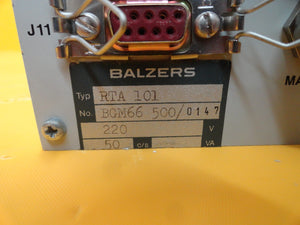 J11
BALZERS
Typ RTA 101
No. BGM66 500/0147
220 V
50 c/s VA
MA